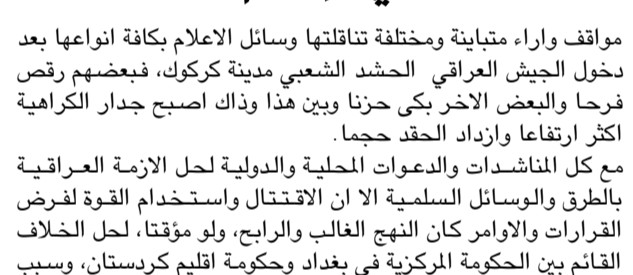 مواقف واراء متباينة ومختلفة تناقلتها وسائل الاعلام بكافة انواعها بعد
دخول الجيش العراقي الحشد الشعبي مدينة كركوك، فبعضهم رقص
فرحا والبعض الاخر بكى حزنا وبين هذا وذاك اصبح جدار الكراهية
اكثر ارتفاعا وازداد الحقد حجما.
مع كل المناشدات والدعوات المحلية والدولية لحل الازمة العراقية
بالطرق والوسائل السلمية الا ان الاقتتال واستخدام القوة لفرض
القرارات والاوامر كان النهج الغالب والرابح، ولو مؤقتا، لحل الخلاف
القائم بين الحكومة المركزية في بغداد وحكومة اقليم كردستان، وسبب